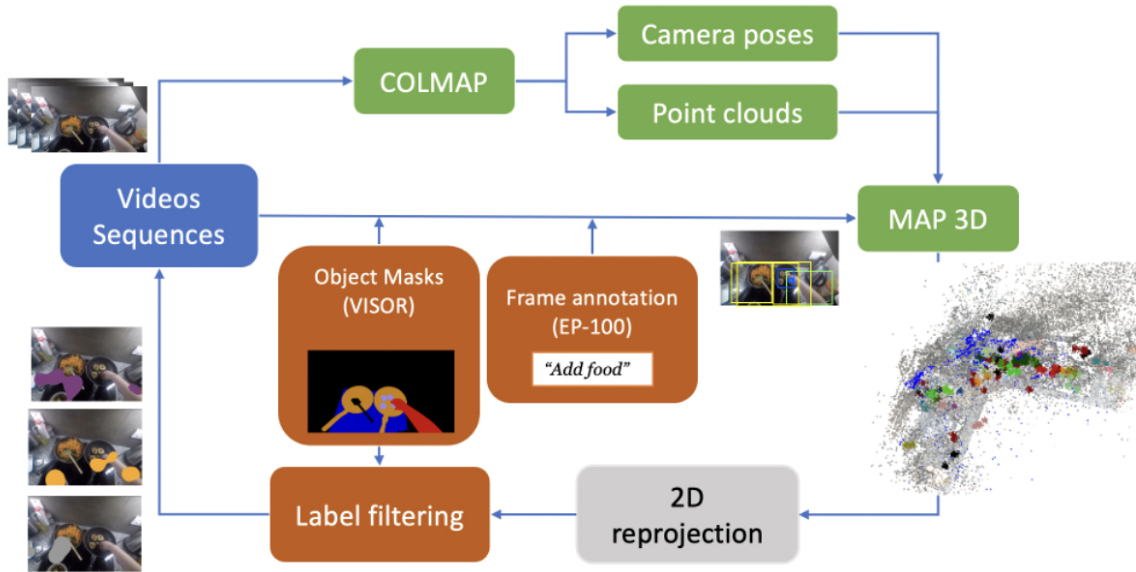 Camera poses
COLMAP
Point clouds
Videos
Sequences
MAP 3D
Object Masks
(VISOR)
Frame annotation
(EP-100)
“Add food”
Label filtering
2D
reprojection